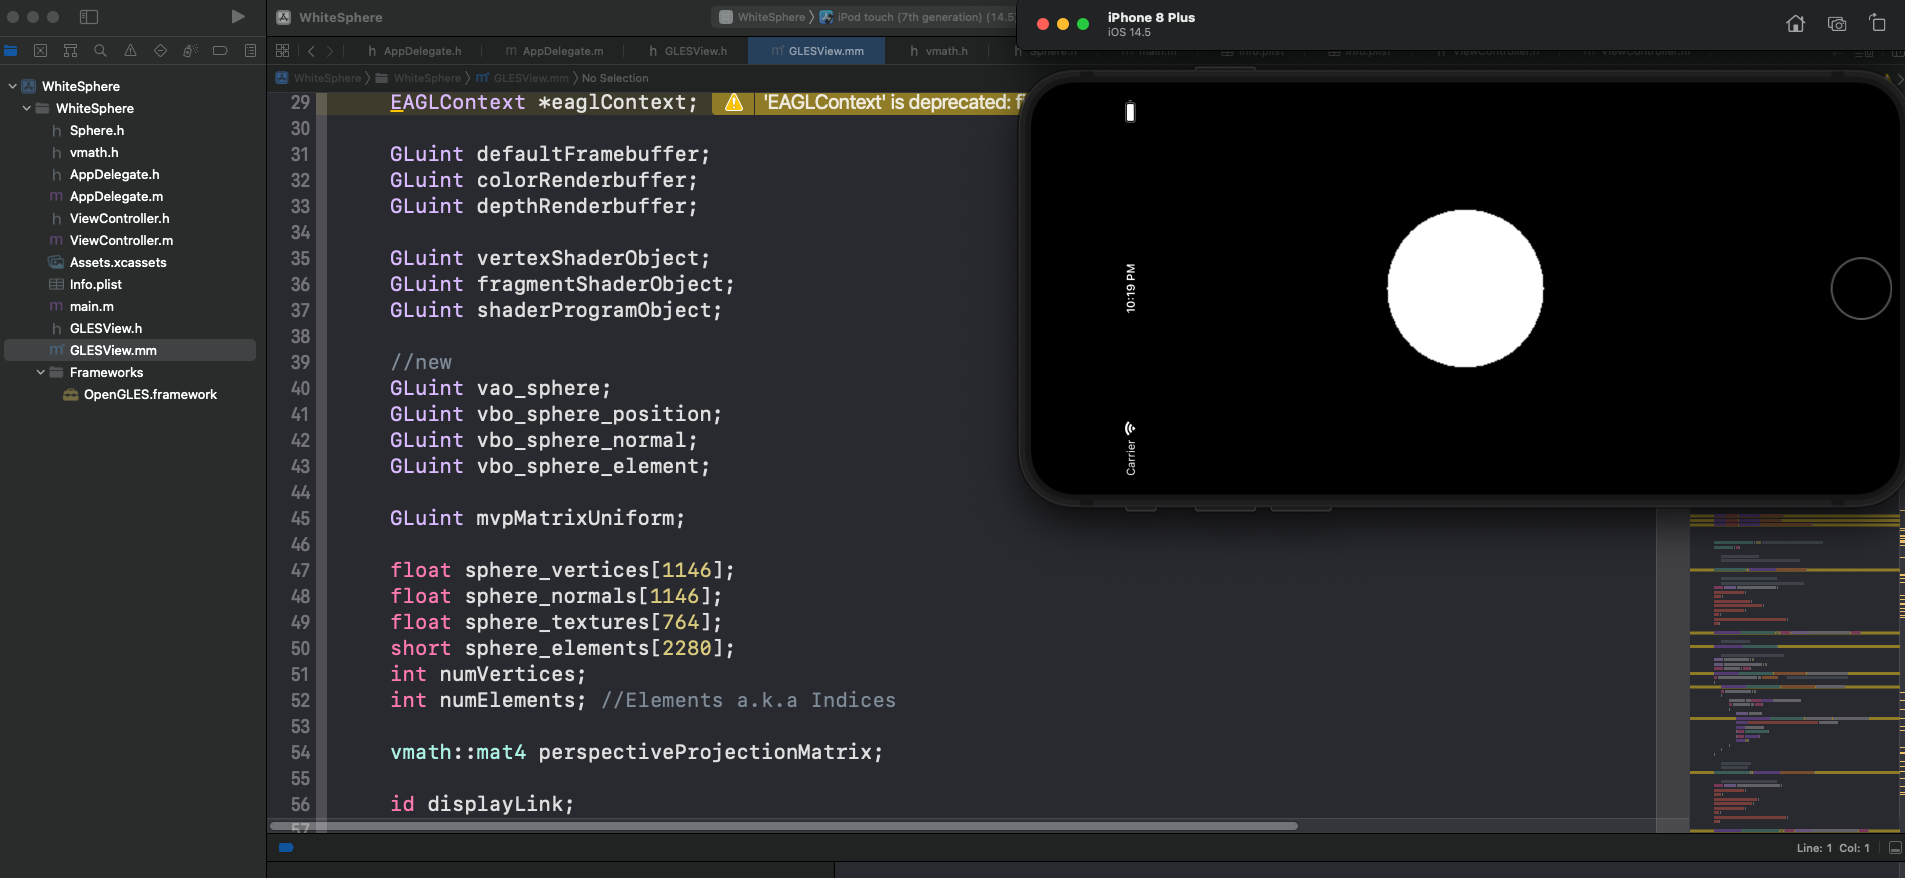 WhiteSphere
WhiteSphere
iPod touch (7th generation) (14.5
iPhone 8 Plus
iOS 14.5
AppDelegate.h
AppDelegate.m
GLESView.h
GLESView.mm
vmath.h
WhiteSphere
WhiteSphere
GLESView.mm
No Selection
WhiteSphere
WhiteSphere
Sphere.h
vmath.h
AppDelegate.h
AppDelegate.m
ViewController.h
ViewController.m
Assets.xcassets
Info.plist
main.m
GLESView.h
GLESView.mm
Frameworks
OpenGLES.framework
29 EAGLContext *eaglContext; 'EAGLContext' is deprecated: fi
30
31 GLuint defaultFramebuffer;
32 GLuint colorRenderbuffer;
33 GLuint depthRenderbuffer;
34
35 GLuint vertexShaderObject;
36 GLuint fragmentShaderObject;
37 GLuint shaderProgramObject;
38
39 //new
40 GLuint vao_sphere;
41 GLuint vbo_sphere_position;
42 GLuint vbo_sphere_normal;
43 GLuint vbo_sphere_element;
44
45 GLuint mvpMatrixUniform;
46
47 float sphere_vertices[1146];
48 float sphere_normals[1146];
49 float sphere_textures[764];
50 short sphere_elements[2280];
51 int numVertices;
52 int numElements; //Elements a.k.a Indices
53
54 vmath::mat4 perspectiveProjectionMatrix;
55
56 id displayLink;
57
10:19 PM
Carrier
Line: 1 Col: 1